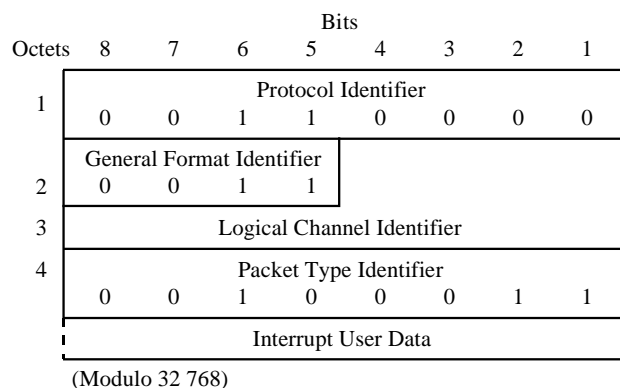 Bits
Octets 8 7 6 5 4 3 2 1
1 Protocol Identifier
0 0 1 1 0 0 0 0
General Format Identifier
2 0 0 1 1
3 Logical Channel Identifier
4 Packet Type Identifier
0 0 1 0 0 0 1 1
Interrupt User Data
(Modulo 32 768)